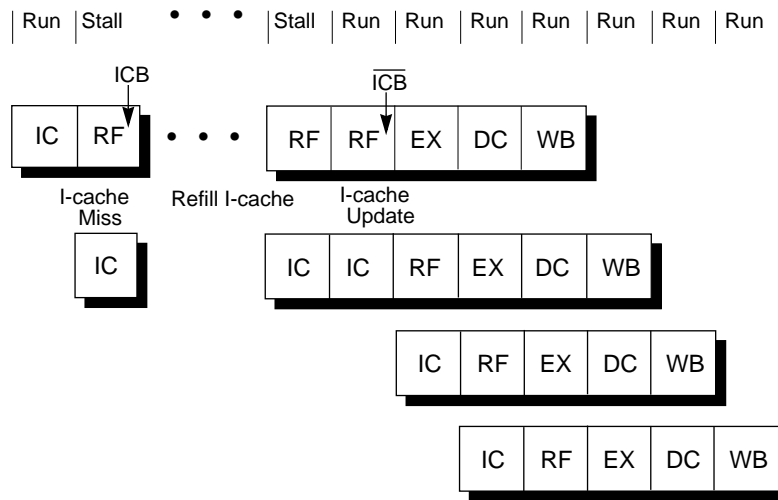 Run Stall • • • Stall Run Run Run Run Run Run Run
ICB
I̅C̅B̅
IC RF • • • RF RF EX DC WB
I-cache Miss
Refill I-cache
I-cache Update
IC IC IC RF EX DC WB
IC RF EX DC WB
IC RF EX DC WB